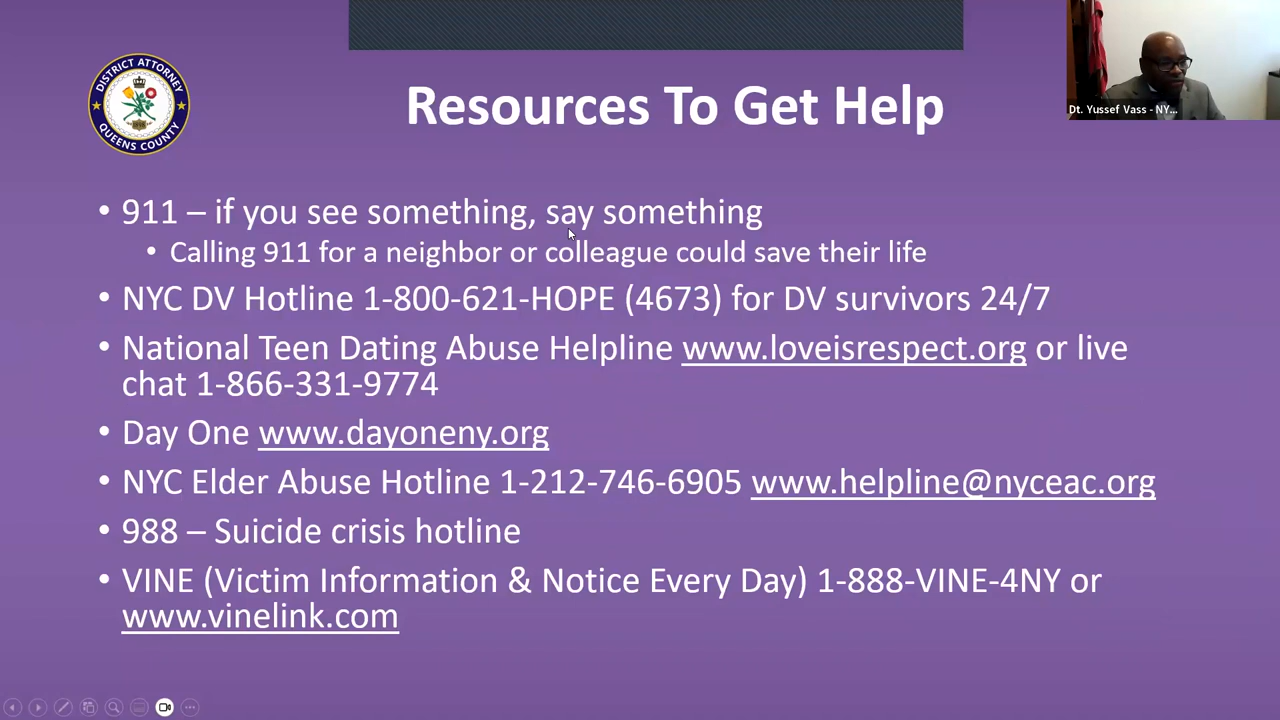 DISTRICT ATTORNEY
QUEENS COUNTY
Resources To Get Help
Dt. Yussef Vass - NY...
• 911 – if you see something, say something
• Calling 911 for a neighbor or colleague could save their life
• NYC DV Hotline 1-800-621-HOPE (4673) for DV survivors 24/7
• National Teen Dating Abuse Helpline www.loveisrespect.org or live
chat 1-866-331-9774
• Day One www.dayoneny.org
• NYC Elder Abuse Hotline 1-212-746-6905 www.helpline@nyceac.org
• 988 – Suicide crisis hotline
• VINE (Victim Information & Notice Every Day) 1-888-VINE-4NY or
www.vinelink.com